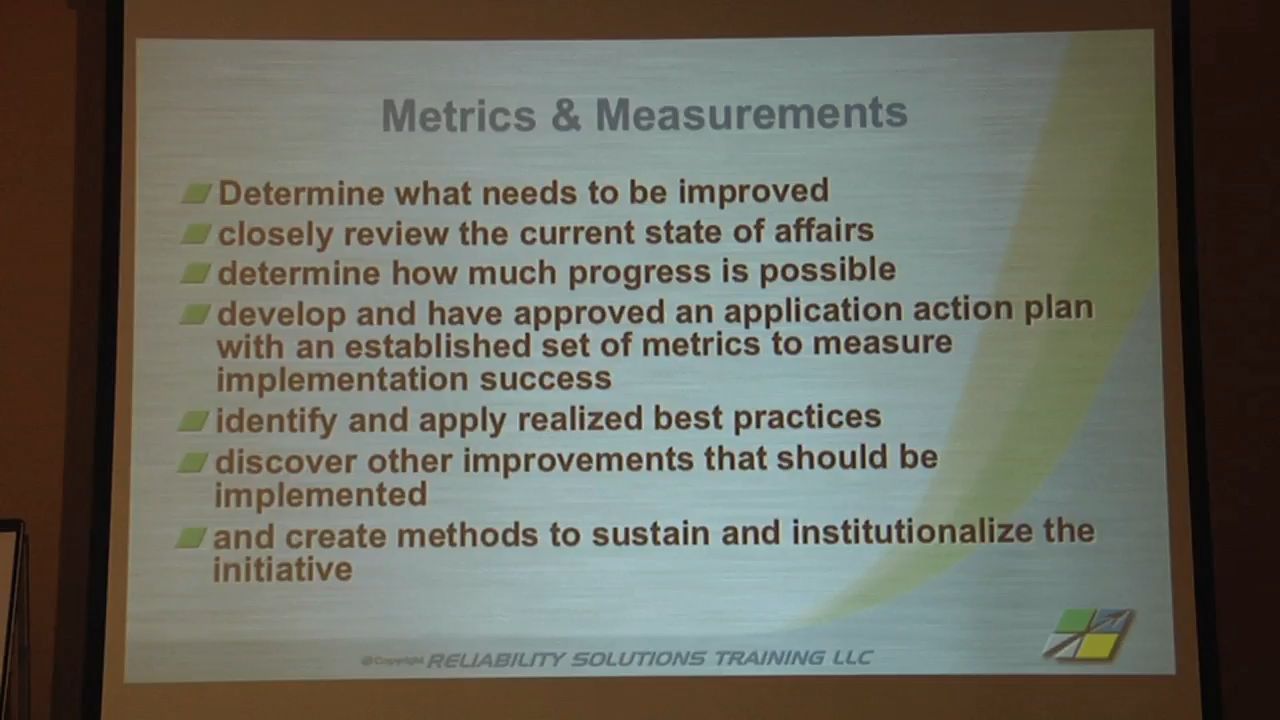 Metrics & Measurements
Determine what needs to be improved
closely review the current state of affairs
determine how much progress is possible
develop and have approved an application action plan
with an established set of metrics to measure
implementation success
identify and apply realized best practices
discover other improvements that should be
implemented
and create methods to sustain and institutionalize the
initiative
@Copyright RELIABILITY SOLUTIONS TRAINING LLC